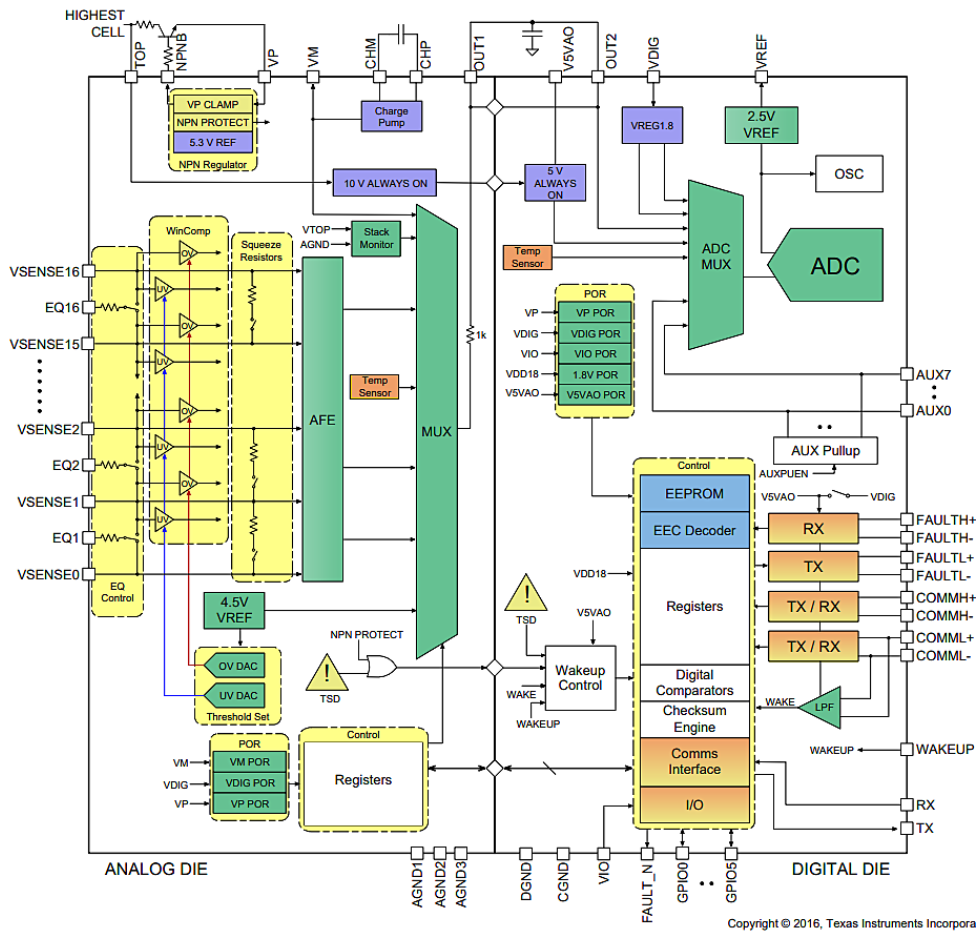 HIGHEST
CELL
TOP
NPNB
VP
VM
CHM
CHP
OUT1
V5VAO
OUT2
VDIG
VREF
VP CLAMP
NPN PROTECT
5.3 V REF
NPN Regulator
Charge
Pump
VREG1.8
2.5V
VREF
OSC
10 V ALWAYS ON
5 V
ALWAYS
ON
WinComp
Squeeze
Resistors
VTOP
AGND
Stack
Monitor
Temp
Sensor
ADC
MUX
ADC
VSENSE16
EQ16
VSENSE15
VSENSE2
EQ2
VSENSE1
EQ1
VSENSE0
OV
UV
OV
UV
OV
UV
OV
UV
EQ
Control
AFE
Temp
Sensor
MUX
1k
POR
VP
VP POR
VDIG
VDIG POR
VIO
VIO POR
VDD18
1.8V POR
V5VAO
V5VAO POR
AUX7
AUX0
AUX Pullup
AUXPUEN
V5VAO
VDIG
Control
EEPROM
EEC Decoder
Registers
Digital
Comparators
Checksum
Engine
Comms
Interface
I/O
VDD18
RX
TX
TX / RX
TX / RX
FAULTH+
FAULTH-
FAULTL+
FAULTL-
COMMH+
COMMH-
COMML+
COMML-
LPF
WAKE
WAKEUP
WAKEUP
RX
TX
4.5V
VREF
OV DAC
UV DAC
Threshold Set
NPN PROTECT
!
TSD
!
TSD
V5VAO
Wakeup
Control
WAKE
WAKEUP
POR
VM
VM POR
VDIG
VDIG POR
VP
VP POR
Control
Registers
ANALOG DIE
DIGITAL DIE
AGND1
AGND2
AGND3
DGND
CGND
VIO
FAULT_N
GPIO0
GPIO5
Copyright © 2016, Texas Instruments Incorpora